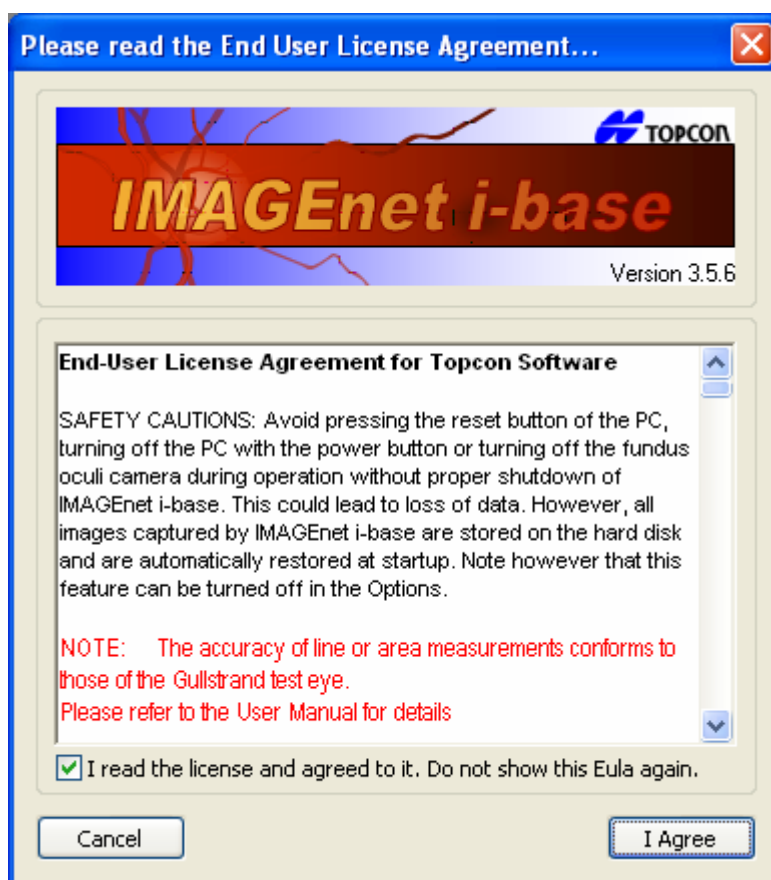 Please read the End User License Agreement...
TOPCON
IMAGEnet i-base
Version 3.5.6
End-User License Agreement for Topcon Software
SAFETY CAUTIONS: Avoid pressing the reset button of the PC,
turning off the PC with the power button or turning off the fundus
oculi camera during operation without proper shutdown of
IMAGEnet i-base. This could lead to loss of data. However, all
images captured by IMAGEnet i-base are stored on the hard disk
and are automatically restored at startup. Note however that this
feature can be turned off in the Options.
NOTE: The accuracy of line or area measurements conforms to
those of the Gullstrand test eye.
Please refer to the User Manual for details
I read the license and agreed to it. Do not show this Eula again.
Cancel
I Agree